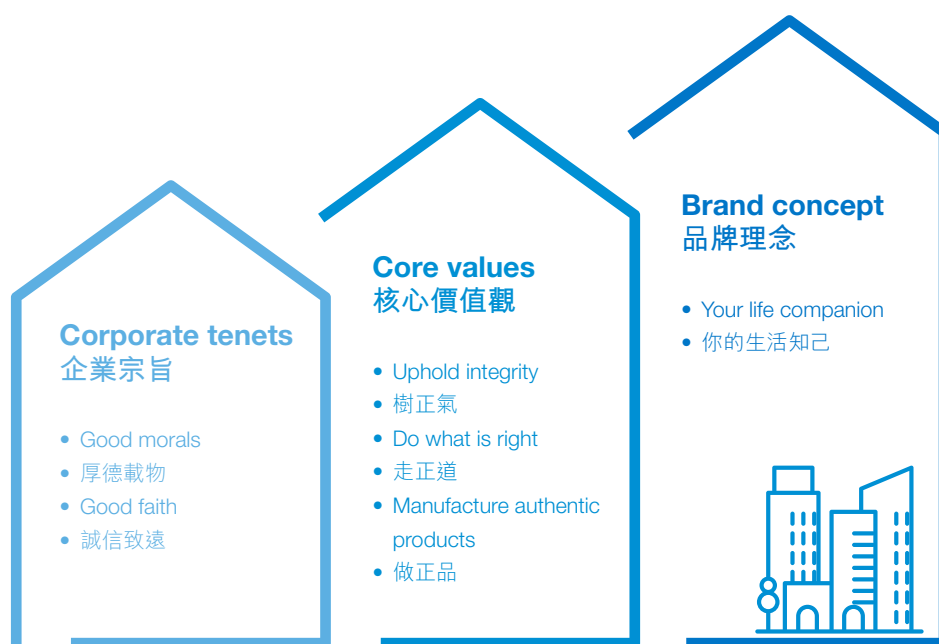 Corporate tenets
企業宗旨
• Good morals
• 厚德載物
• Good faith
• 誠信致遠
Core values
核心價值觀
• Uphold integrity
• 樹正氣
• Do what is right
• 走正道
• Manufacture authentic
products
• 做正品
Brand concept
品牌理念
• Your life companion
• 你的生活知己